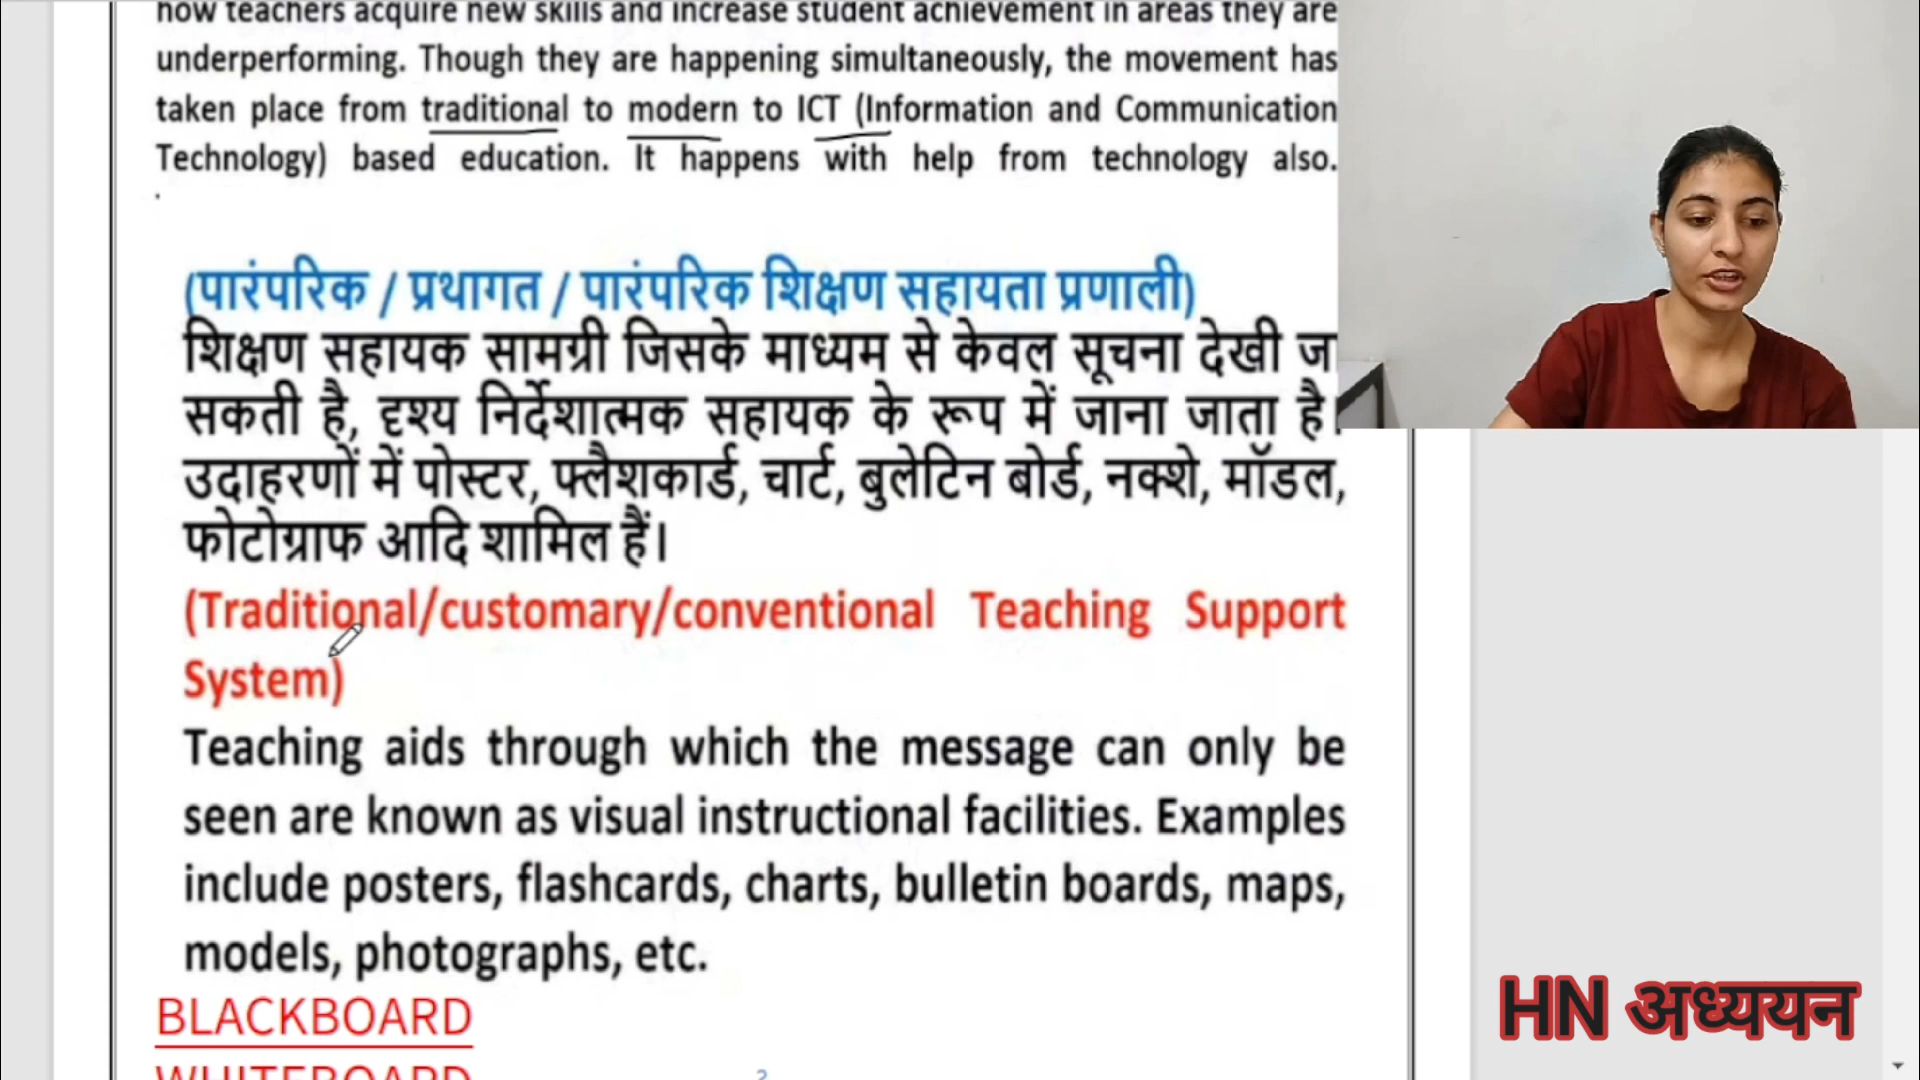 how teachers acquire new skills and increase student achievement in areas they are
underperforming. Though they are happening simultaneously, the movement has
taken place from traditional to modern to ICT (Information and Communication
Technology) based education. It happens with help from technology also.
.
(पारंपरिक / प्रथागत / पारंपरिक शिक्षण सहायता प्रणाली)
शिक्षण सहायक सामग्री जिसके माध्यम से केवल सूचना देखी ज
सकती है, दृश्य निर्देशात्मक सहायक के रूप में जाना जाता है।
उदाहरणों में पोस्टर, फ्लैशकार्ड, चार्ट, बुलेटिन बोर्ड, नक्शे, मॉडल,
फोटोग्राफ आदि शामिल हैं।
(Traditional/customary/conventional Teaching Support
System)
Teaching aids through which the message can only be
seen are known as visual instructional facilities. Examples
include posters, flashcards, charts, bulletin boards, maps,
models, photographs, etc.
BLACKBOARD
WHITEBOARD
2
HN अध्ययन